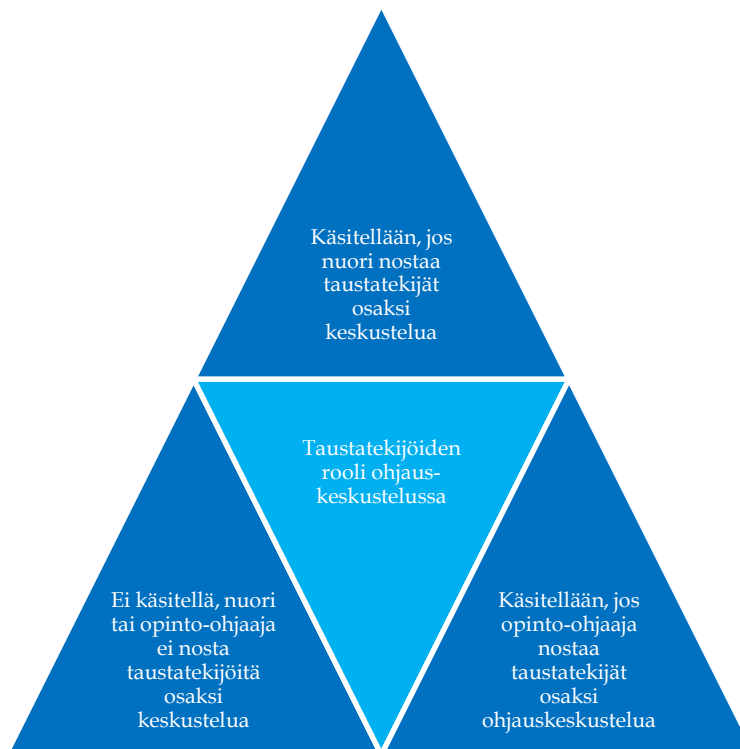 Käsitellään, jos
nuori nostaa
taustatekijät
osaksi
keskustelua
Taustatekijöiden
rooli ohjaus-
keskustelussa
Ei käsitellä, nuori
tai opinto-ohjaaja
ei nosta
taustatekijöitä
osaksi
keskustelua
Käsitellään, jos
opinto-ohjaaja
nostaa
taustatekijät
osaksi
ohjauskeskustelua